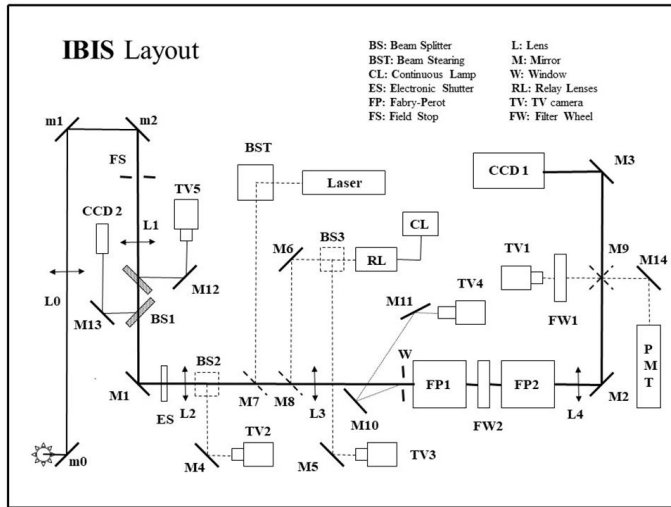 IBIS Layout
BS: Beam Splitter
BST: Beam Stearing
CL: Continuous Lamp
ES: Electronic Shutter
FP: Fabry-Perot
FS: Field Stop
L: Lens
M: Mirror
W: Window
RL: Relay Lenses
TV: TV camera
FW: Filter Wheel
m1
m2
FS
BST
Laser
CCD 1
M3
TV5
CCD 2
L1
M6
BS3
CL
RL
TV1
M9
M14
L0
M12
M13
BS1
M11
TV4
FW1
PMT
BS2
W
M1
ES
L2
M7
M8
L3
FP1
FP2
L4
M2
M10
FW2
m0
M4
TV2
M5
TV3